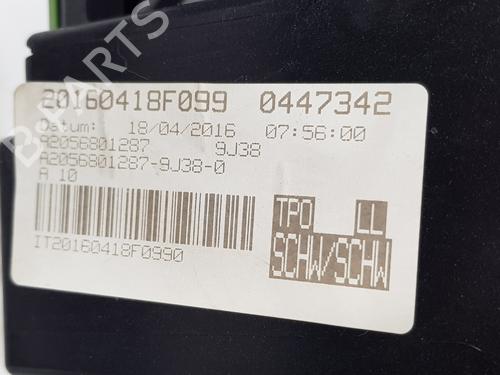 20160418F099 0447342
Datum: 18/04/2016 07:56:00
A2056801287 9J38
A2056801287-9J38-0
A 10
TPO LL
SCHW/SCHW
IT20160418F0990
B-PARTS